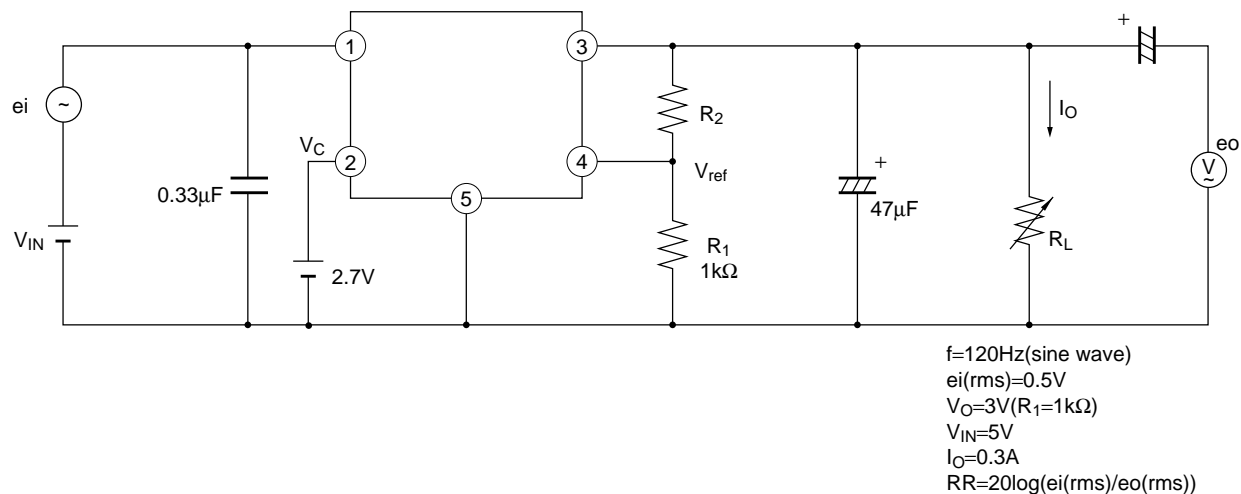 +
1
3
ei
~
R2
IO
eo
VC
2
4
Vref
V
~
0.33μF
5
+
47μF
VIN
R1
1kΩ
RL
2.7V
f=120Hz(sine wave)
ei(rms)=0.5V
VO=3V(R1=1kΩ)
VIN=5V
IO=0.3A
RR=20log(ei(rms)/eo(rms))